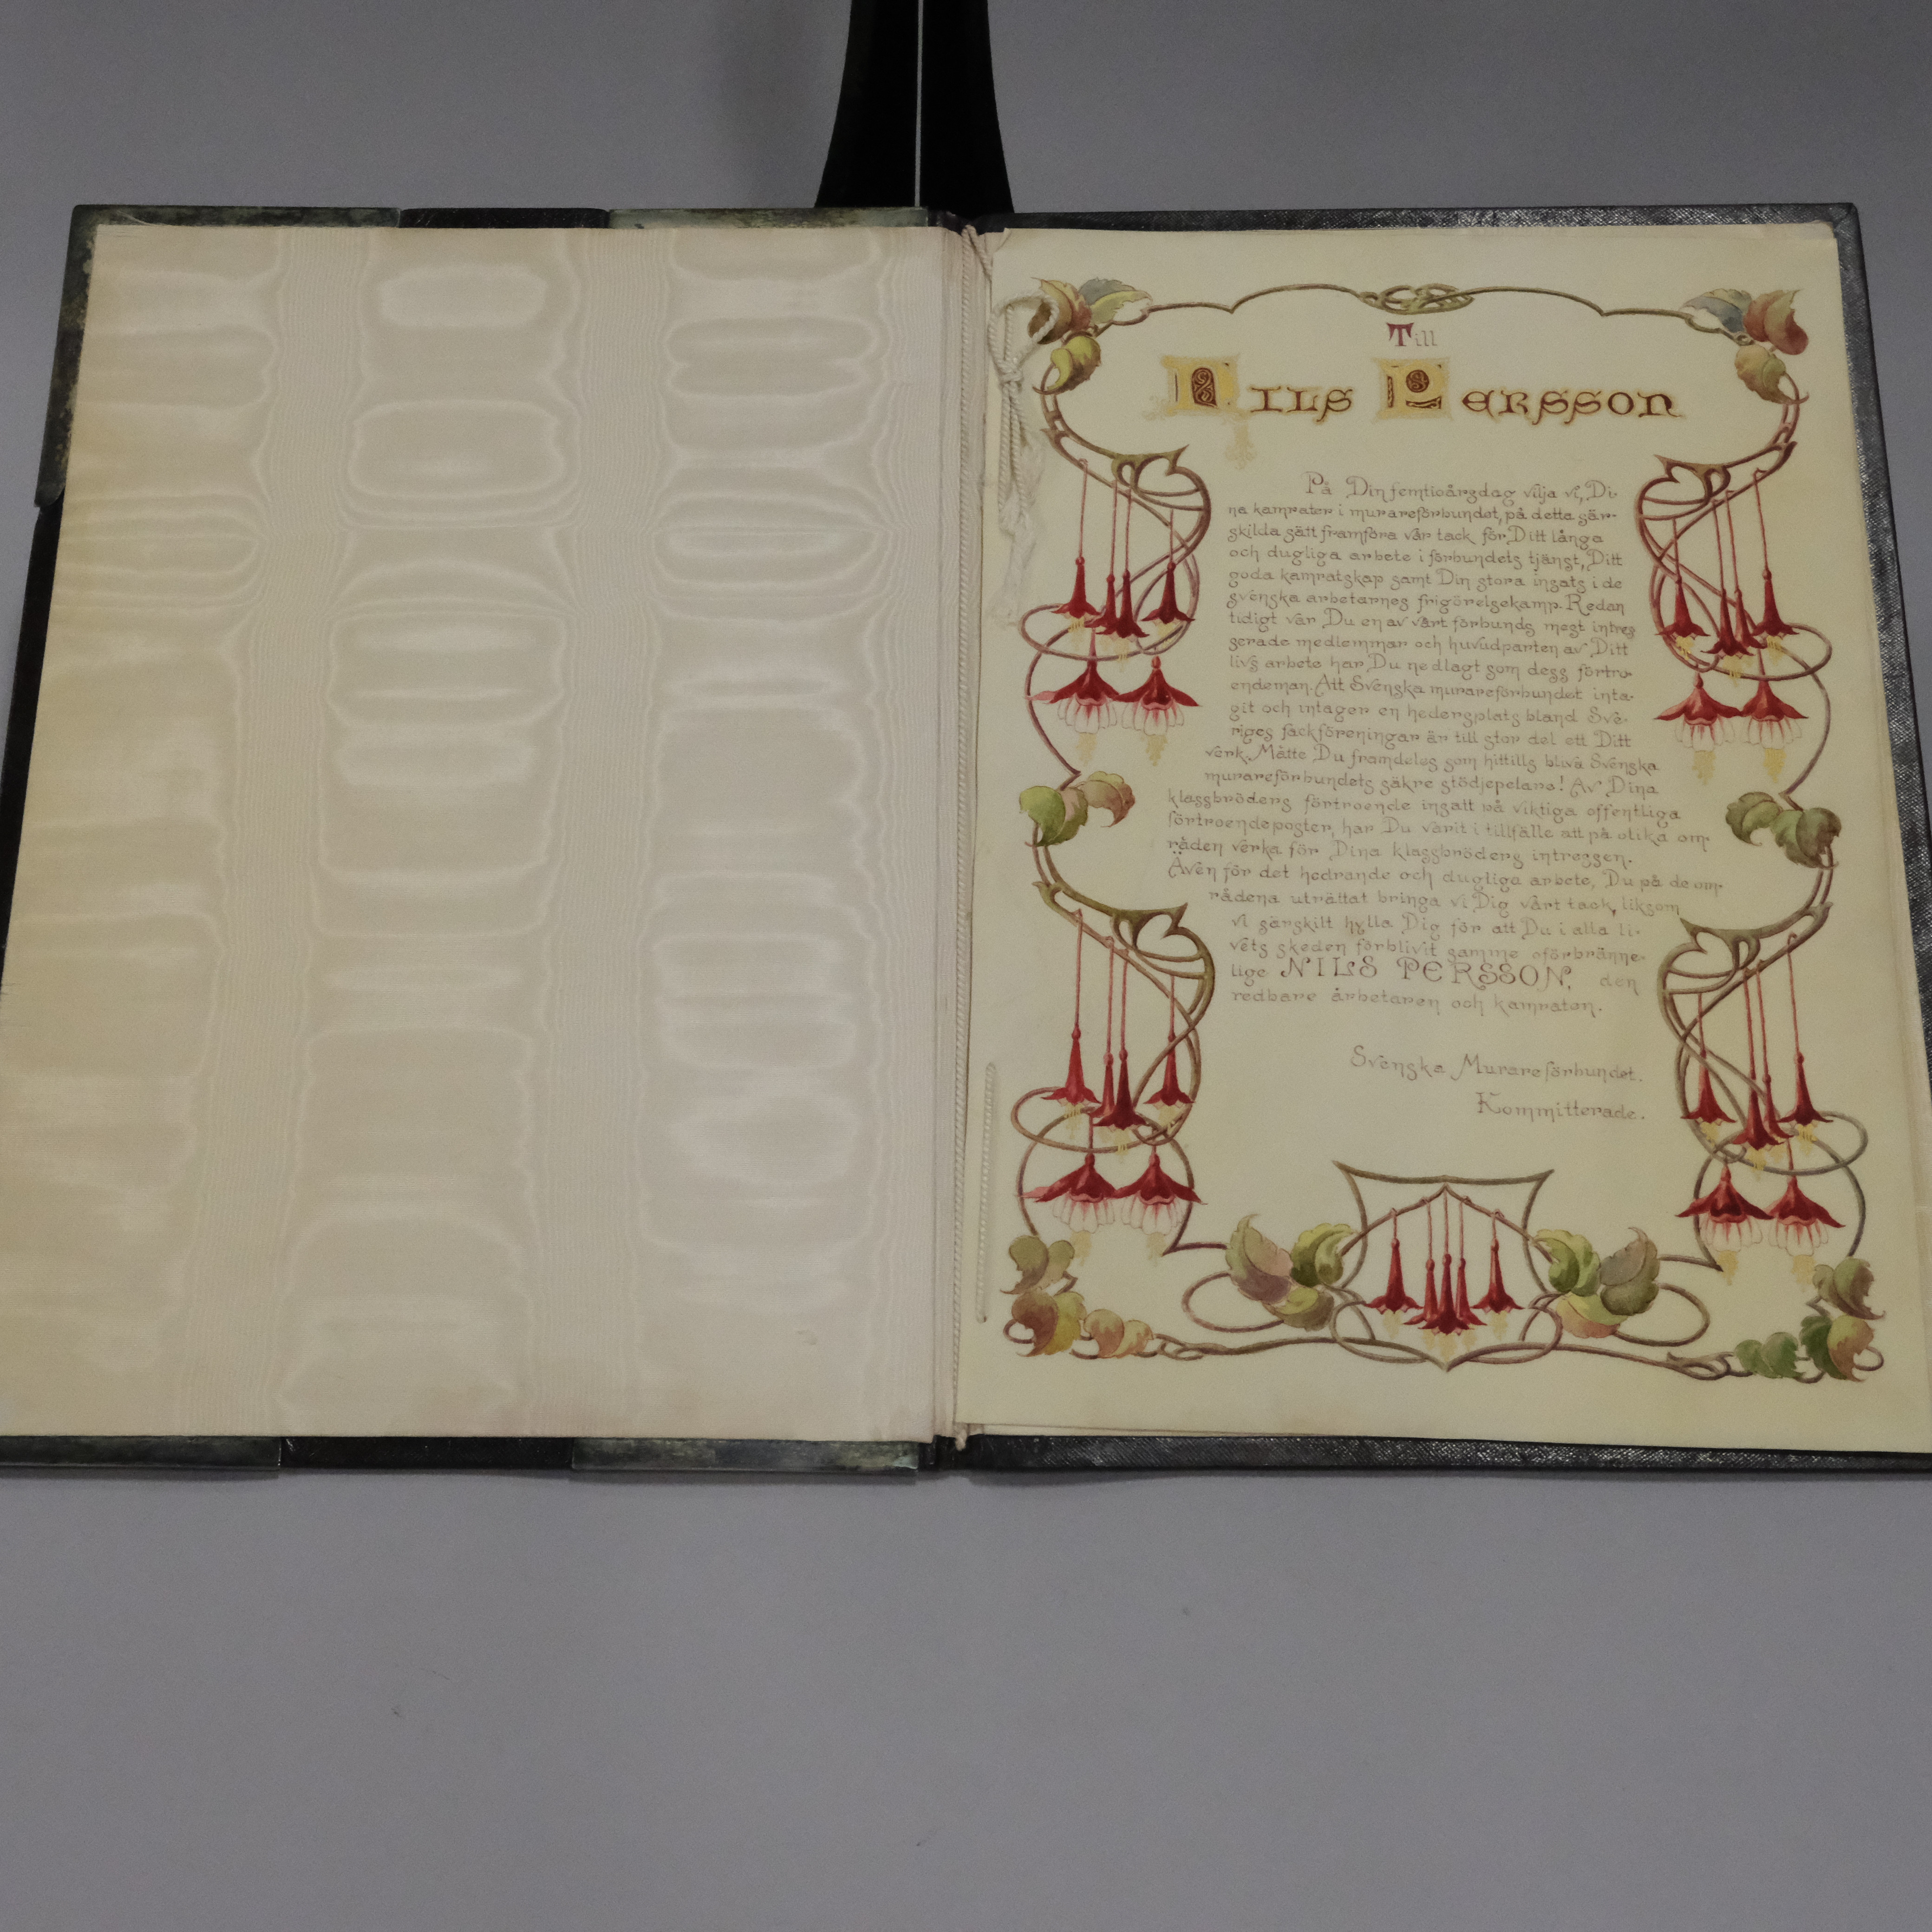 Till
Nils Persson
På Din femtioårsdag vilja vi, Di-
na kamrater i murareförbundet, på detta sär-
skilda sätt framföra vår tack för Ditt långa
och dugliga arbete i förbundets tjänst, Ditt
goda kamratskap samt Din stora insats i de
svenska arbetarnes frigörelsekamp. Redan
tidigt var Du en av vårt förbunds mest intres
serade medlemmar och huvudparten av Ditt
livs arbete har Du nedlagt som dess förtro-
endeman. Att Svenska murareförbundet inta-
git och intager en hedersplats bland Sve-
riges fackföreningar är till stor del ett Ditt
verk. Måtte Du framdeles som hittills bliva Svenska
murareförbundets säkre stödjepelare! Av Dina
klassbröders förtroende insatt på viktiga offentliga
förtroendeposter, har Du varit i tillfälle att på olika om-
råden verka för Dina klassbröders intressen.
Även för det hedrande och dugliga arbete, Du på de om-
rådena uträttat bringa vi Dig vårt tack, liksom
vi särskilt hylla Dig för att Du i alla li-
vets skeden förblivit samme oförbränne-
lige NILS PERSSON, den
redbare arbetaren och kamraten.
Svenska Murareförbundet.
Kommitterade.